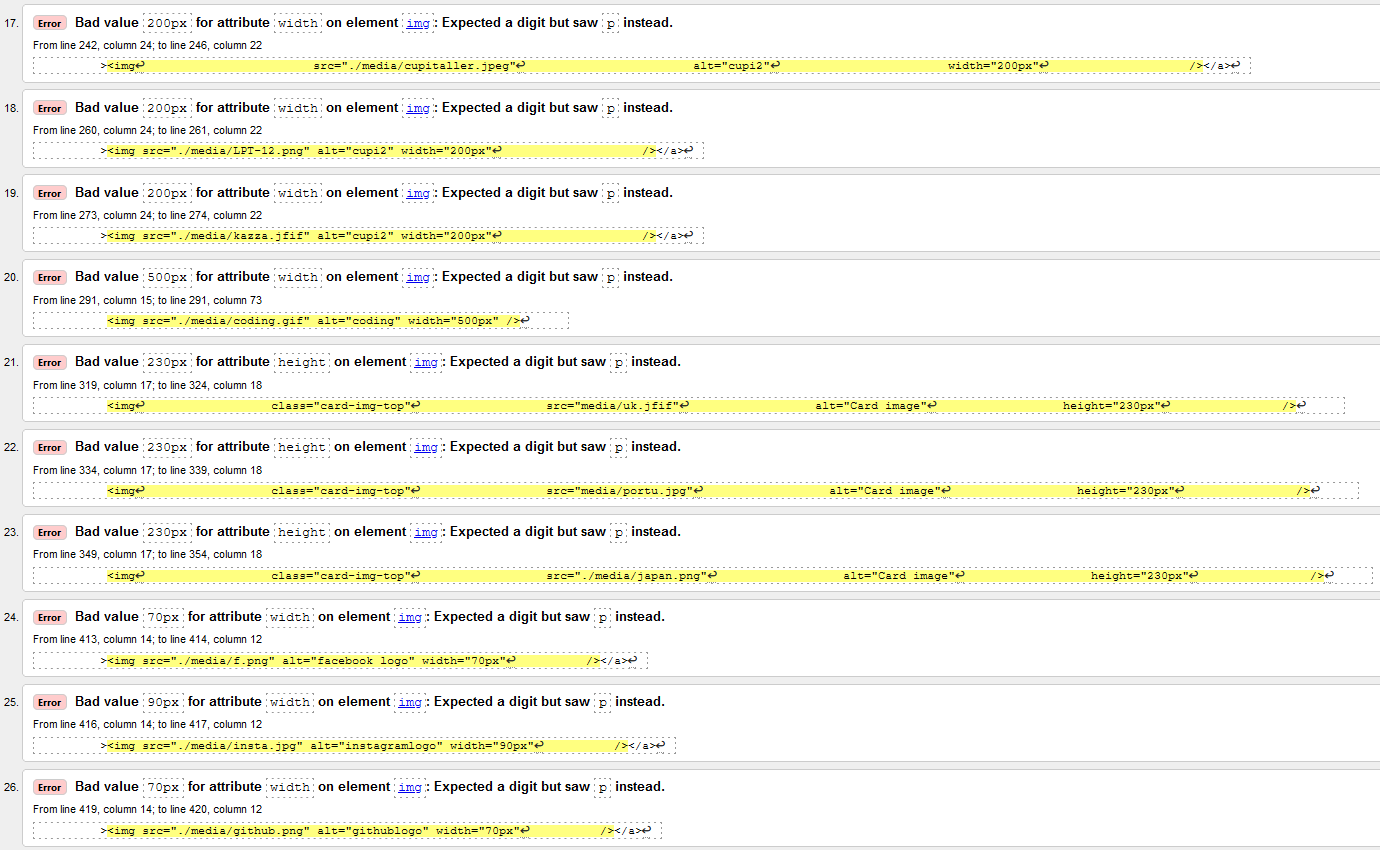 17. Error Bad value 200px for attribute width on element img: Expected a digit but saw p instead.
From line 242, column 24; to line 246, column 22
><img↩ src="./media/cupitaller.jpeg"↩ alt="cupi2"↩ width="200px"↩ /></a>↩
18. Error Bad value 200px for attribute width on element img: Expected a digit but saw p instead.
From line 260, column 24; to line 261, column 22
><img src="./media/LPT-12.png" alt="cupi2" width="200px"↩ /></a>↩
19. Error Bad value 200px for attribute width on element img: Expected a digit but saw p instead.
From line 273, column 24; to line 274, column 22
><img src="./media/kazza.jfif" alt="cupi2" width="200px"↩ /></a>↩
20. Error Bad value 500px for attribute width on element img: Expected a digit but saw p instead.
From line 291, column 15; to line 291, column 73
<img src="./media/coding.gif" alt="coding" width="500px" />↩
21. Error Bad value 230px for attribute height on element img: Expected a digit but saw p instead.
From line 319, column 17; to line 324, column 18
<img↩ class="card-img-top"↩ src="media/uk.jfif"↩ alt="Card image"↩ height="230px"↩ />↩
22. Error Bad value 230px for attribute height on element img: Expected a digit but saw p instead.
From line 334, column 17; to line 339, column 18
<img↩ class="card-img-top"↩ src="media/portu.jpg"↩ alt="Card image"↩ height="230px"↩ />↩
23. Error Bad value 230px for attribute height on element img: Expected a digit but saw p instead.
From line 349, column 17; to line 354, column 18
<img↩ class="card-img-top"↩ src="./media/japan.png"↩ alt="Card image"↩ height="230px"↩ />↩
24. Error Bad value 70px for attribute width on element img: Expected a digit but saw p instead.
From line 413, column 14; to line 414, column 12
><img src="./media/f.png" alt="facebook logo" width="70px"↩ /></a>↩
25. Error Bad value 90px for attribute width on element img: Expected a digit but saw p instead.
From line 416, column 14; to line 417, column 12
><img src="./media/insta.jpg" alt="instagramlogo" width="90px"↩ /></a>↩
26. Error Bad value 70px for attribute width on element img: Expected a digit but saw p instead.
From line 419, column 14; to line 420, column 12
><img src="./media/github.png" alt="githublogo" width="70px"↩ /></a>↩